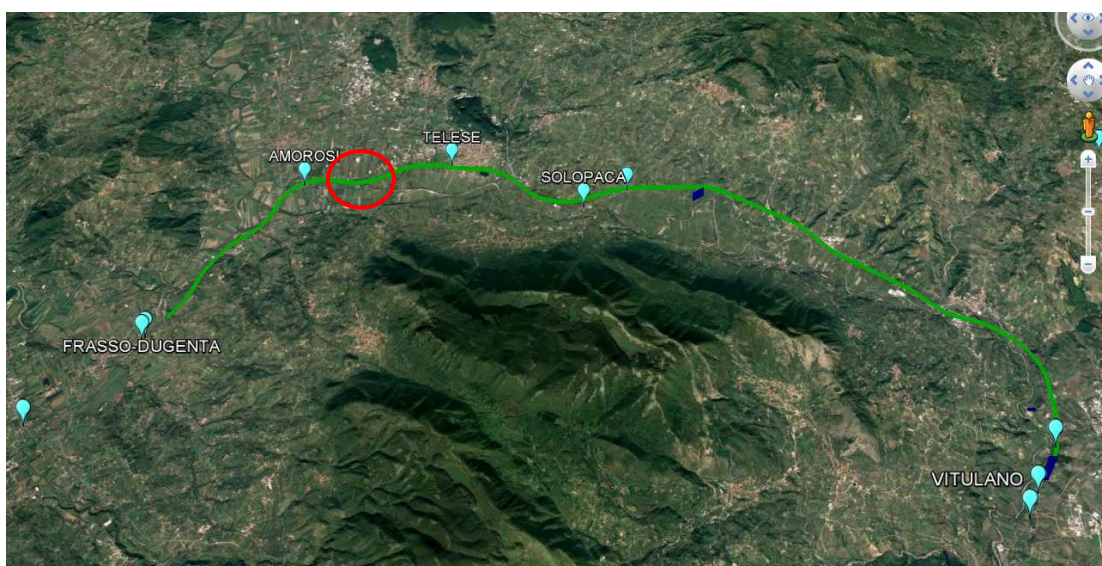 TELESE
AMOROSI
SOLOPACA
FRASSO-DUGENTA
VITULANO